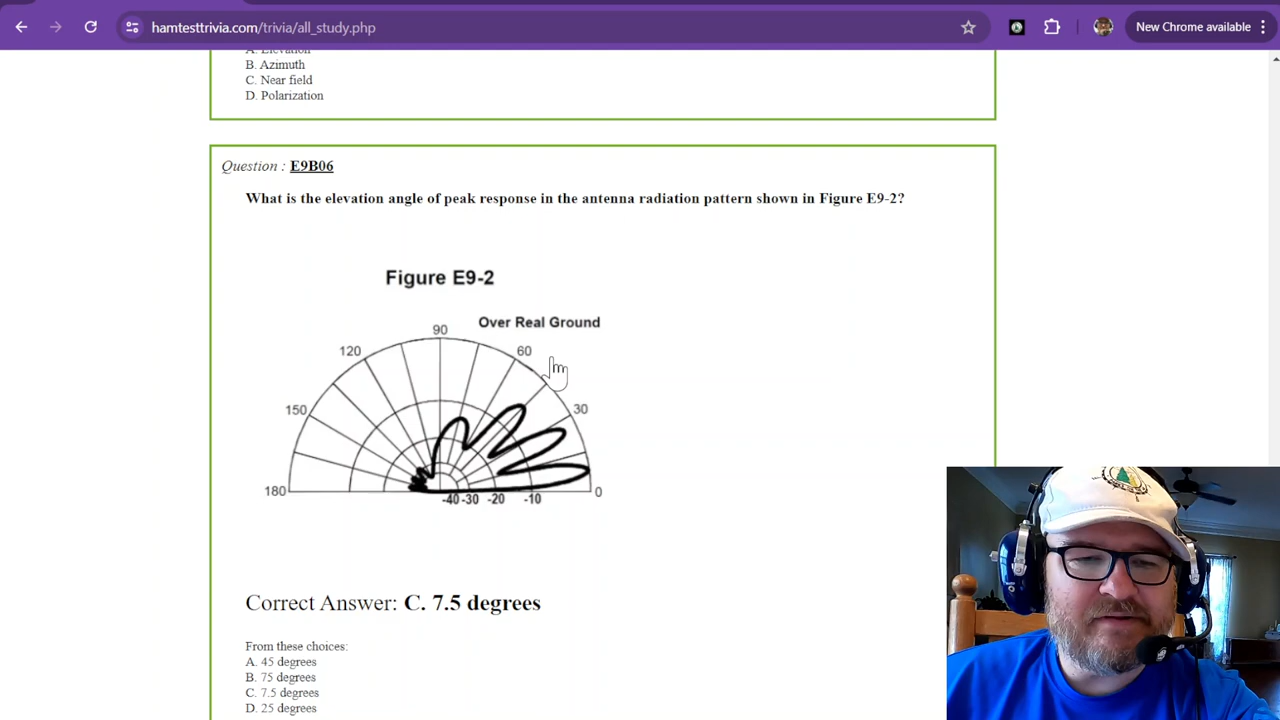 hamtesttrivia.com/trivia/all_study.php
New Chrome available
A. Elevation
B. Azimuth
C. Near field
D. Polarization
Question : E9B06
What is the elevation angle of peak response in the antenna radiation pattern shown in Figure E9-2?
Figure E9-2
Over Real Ground
90
120
60
150
30
180
0
-40 -30 -20 -10
Correct Answer: C. 7.5 degrees
From these choices:
A. 45 degrees
B. 75 degrees
C. 7.5 degrees
D. 25 degrees